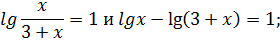 lg x/(3 + x) = 1 и lgx − lg(3 + x) = 1;